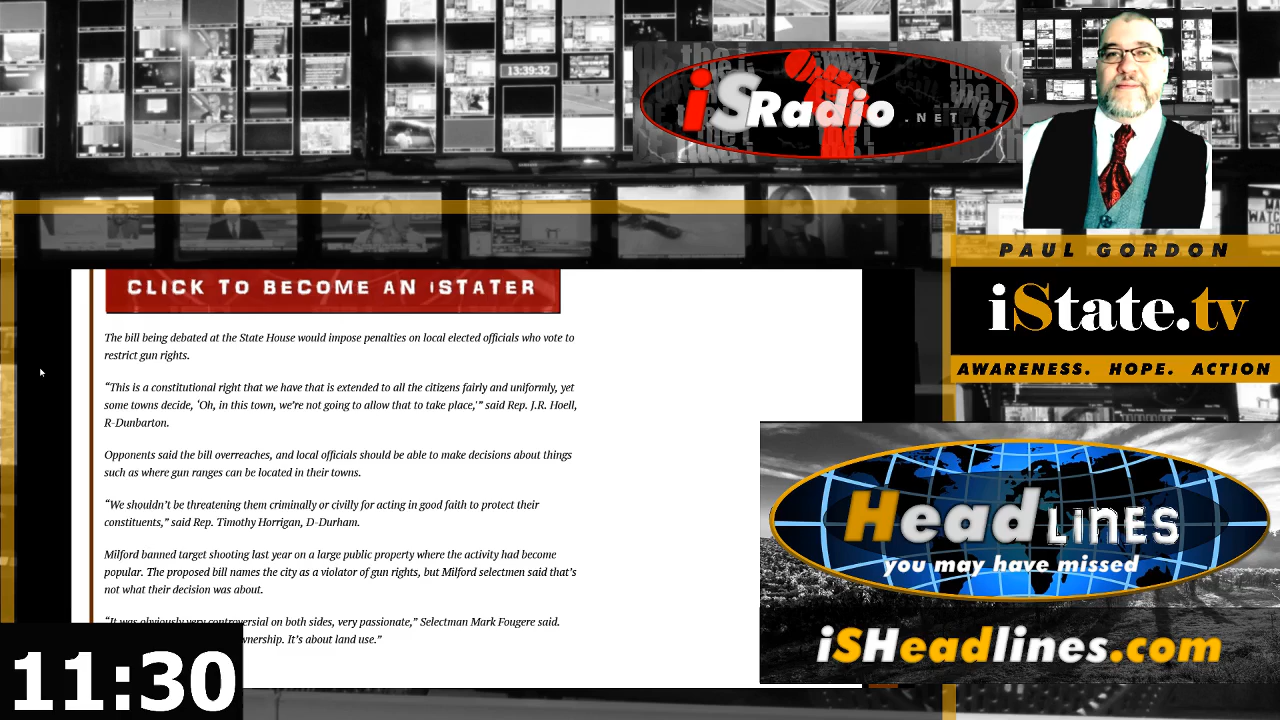 13:39:32
iSRadio.NET
PAUL GORDON
iState.tv
AWARENESS. HOPE. ACTION
CLICK TO BECOME AN iSTATER
The bill being debated at the State House would impose penalties on local elected officials who vote to
restrict gun rights.
“This is a constitutional right that we have that is extended to all the citizens fairly and uniformly, yet
some towns decide, ‘Oh, in this town, we’re not going to allow that to take place,’” said Rep. J.R. Hoell,
R-Dunbarton.
Opponents said the bill overreaches, and local officials should be able to make decisions about things
such as where gun ranges can be located in their towns.
“We shouldn’t be threatening them criminally or civilly for acting in good faith to protect their
constituents,” said Rep. Timothy Horrigan, D-Durham.
Milford banned target shooting last year on a large public property where the activity had become
popular. The proposed bill names the city as a violator of gun rights, but Milford selectmen said that’s
not what their decision was about.
“It was obviously very controversial on both sides, very passionate,” Selectman Mark Fougere said.
wnership. It’s about land use.”
HeadLINES
you may have missed
iSHeadlines.com
11:30